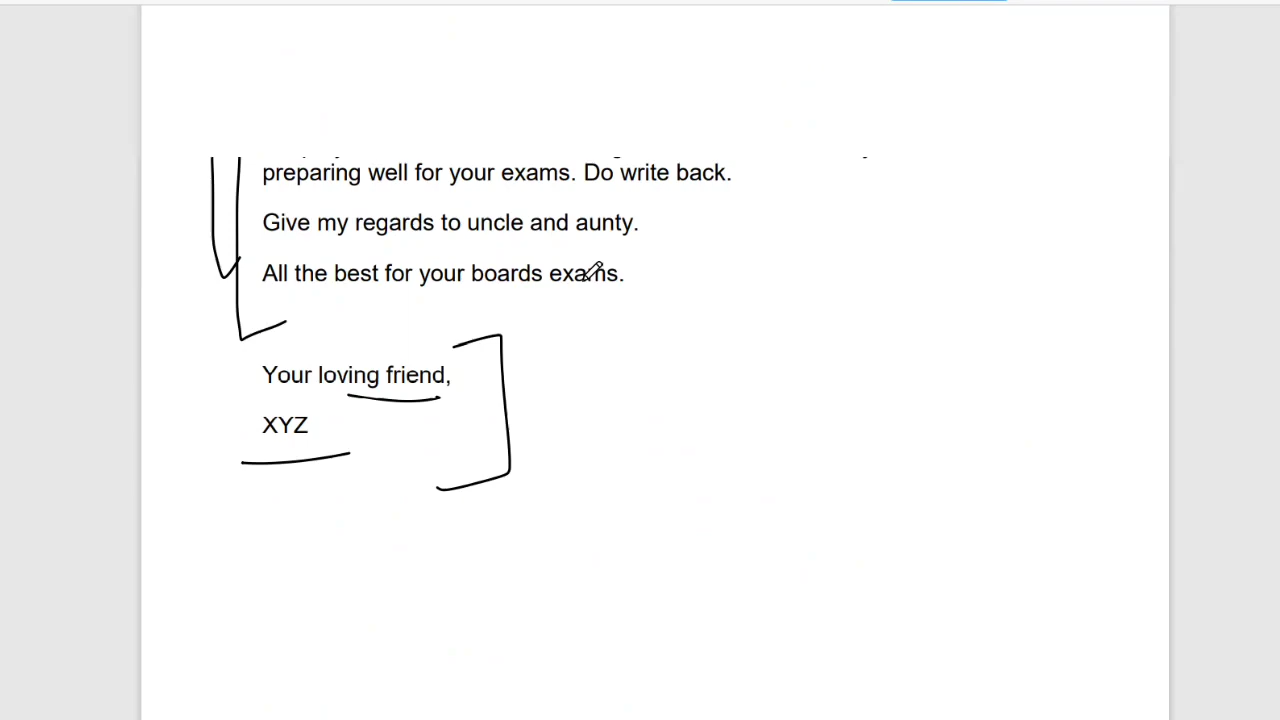 preparing well for your exams. Do write back.
Give my regards to uncle and aunty.
All the best for your boards exams.
Your loving friend,
XYZ